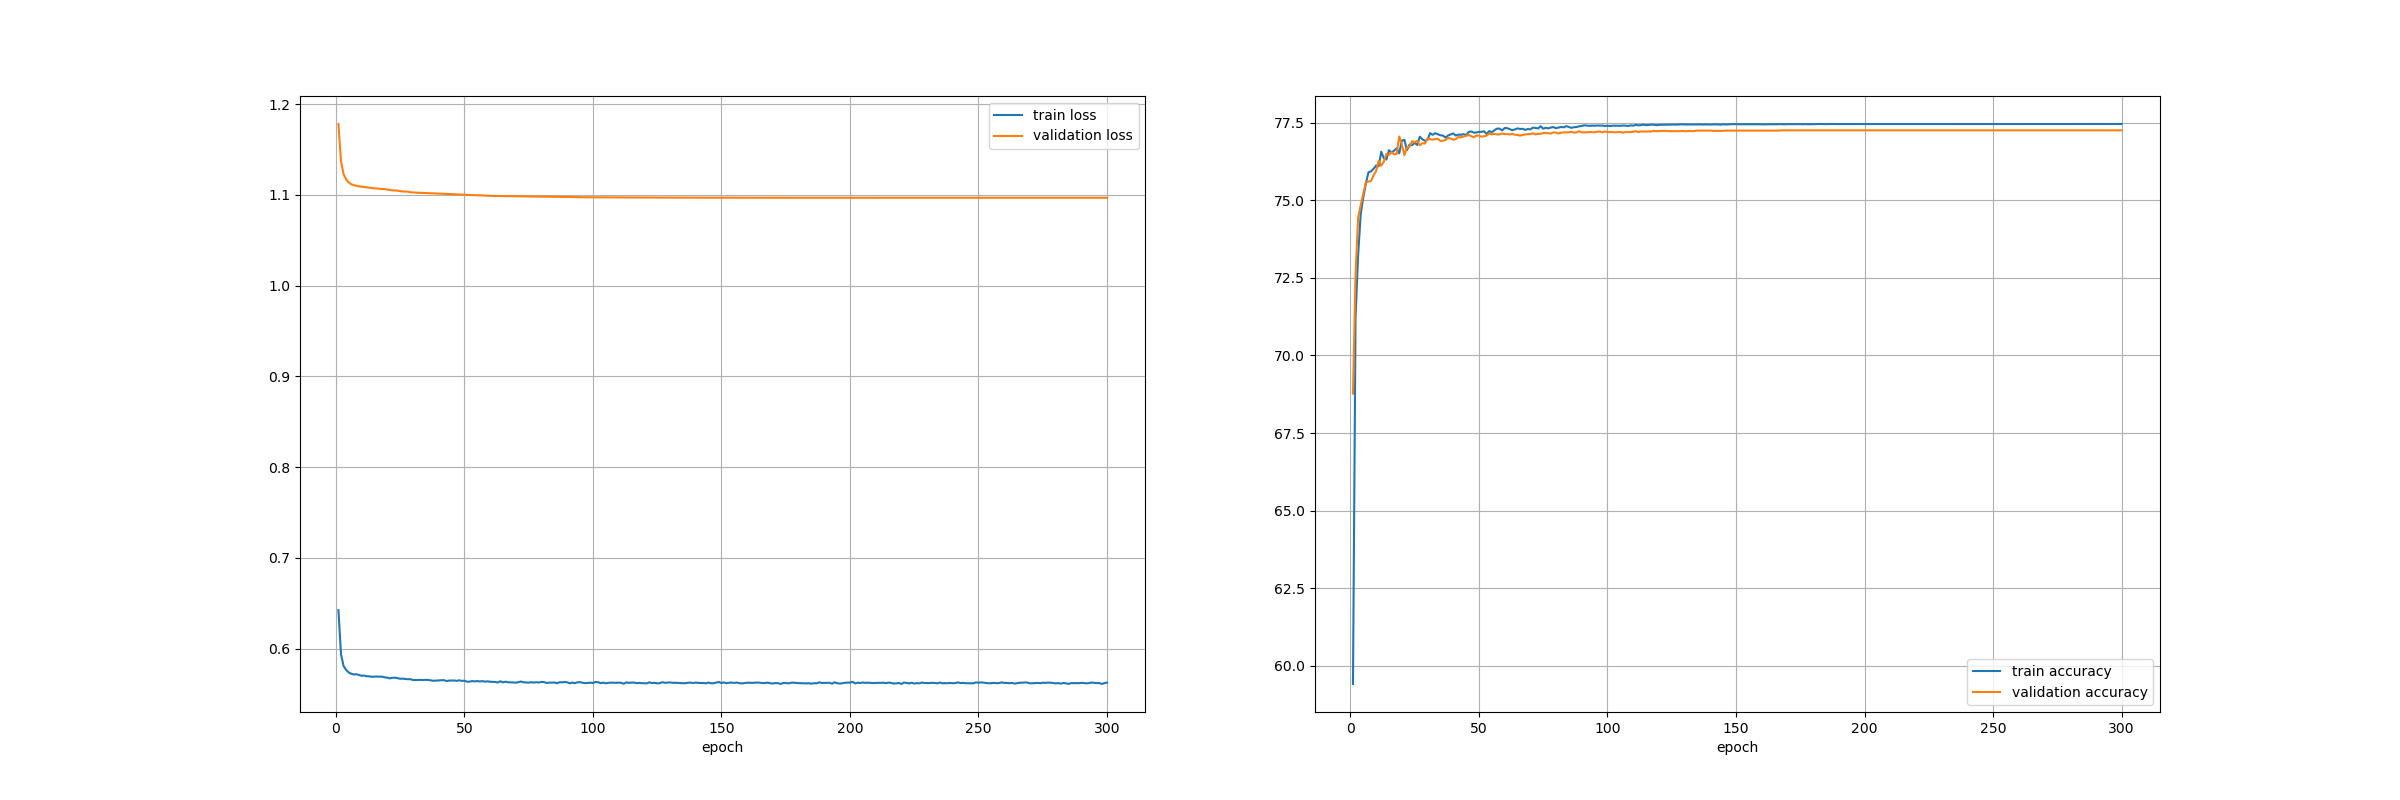 1.2
1.1
1.0
0.9
0.8
0.7
0.6
0 50 100 150 200 250 300
epoch
train loss
validation loss
77.5
75.0
72.5
70.0
67.5
65.0
62.5
60.0
0 50 100 150 200 250 300
epoch
train accuracy
validation accuracy